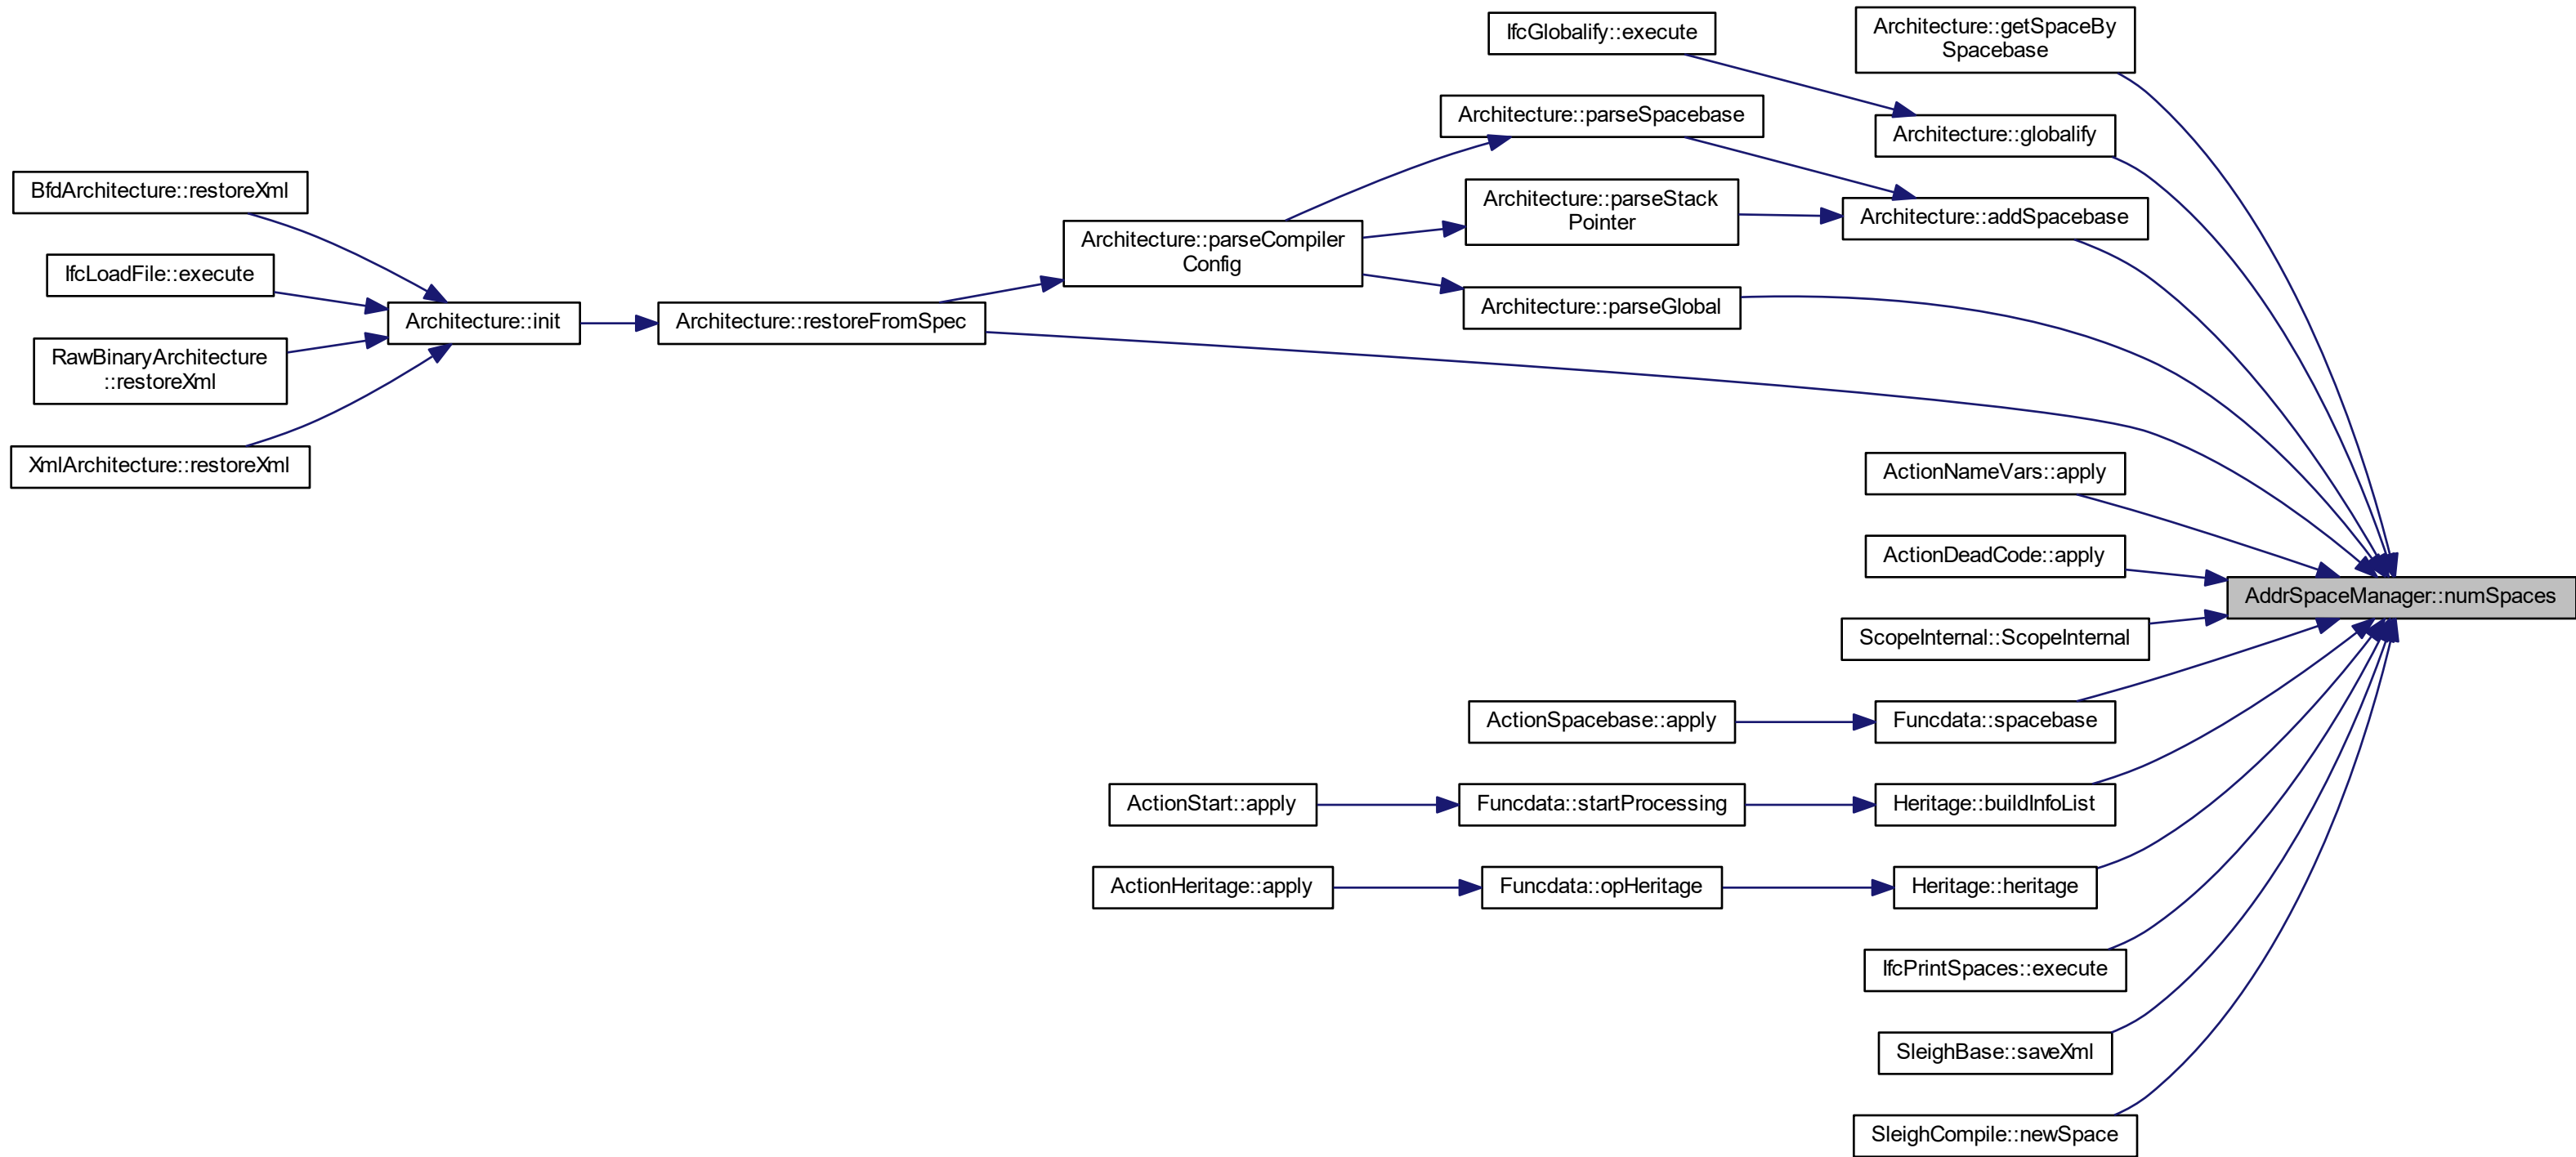 IfcGlobalify::execute
Architecture::getSpaceBy
Spacebase
Architecture::parseSpacebase
Architecture::globalify
BfdArchitecture::restoreXml
Architecture::parseStack
Pointer
Architecture::addSpacebase
Architecture::parseCompiler
Config
IfcLoadFile::execute
Architecture::init
Architecture::restoreFromSpec
Architecture::parseGlobal
RawBinaryArchitecture
::restoreXml
XmlArchitecture::restoreXml
ActionNameVars::apply
ActionDeadCode::apply
AddrSpaceManager::numSpaces
ScopeInternal::ScopeInternal
ActionSpacebase::apply
Funcdata::spacebase
ActionStart::apply
Funcdata::startProcessing
Heritage::buildInfoList
ActionHeritage::apply
Funcdata::opHeritage
Heritage::heritage
IfcPrintSpaces::execute
SleighBase::saveXml
SleighCompile::newSpace